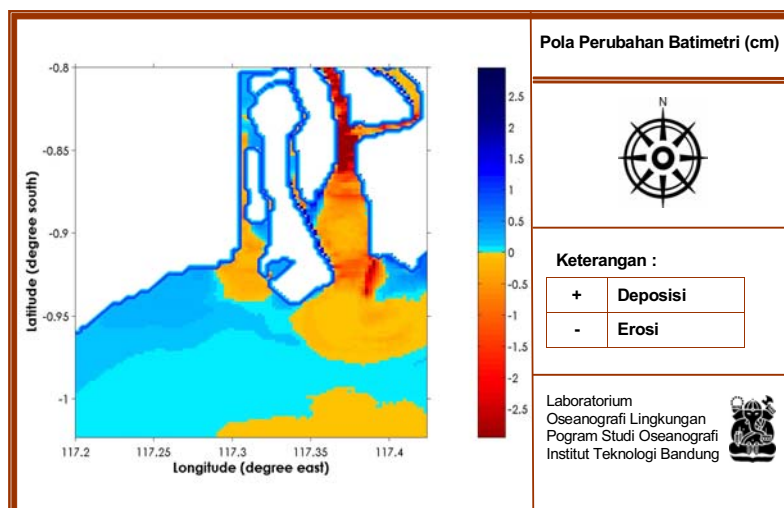 Pola Perubahan Batimetri (cm)
-0.8
-0.85
-0.9
-0.95
-1
Latitude (degree south)
117.2
117.25
117.3
117.35
117.4
Longitude (degree east)
2.5
2
1.5
1
0.5
0
-0.5
-1
-1.5
-2
-2.5
N
Keterangan :
+ Deposisi
- Erosi
Laboratorium
Oseanografi Lingkungan
Pogram Studi Oseanografi
Institut Teknologi Bandung